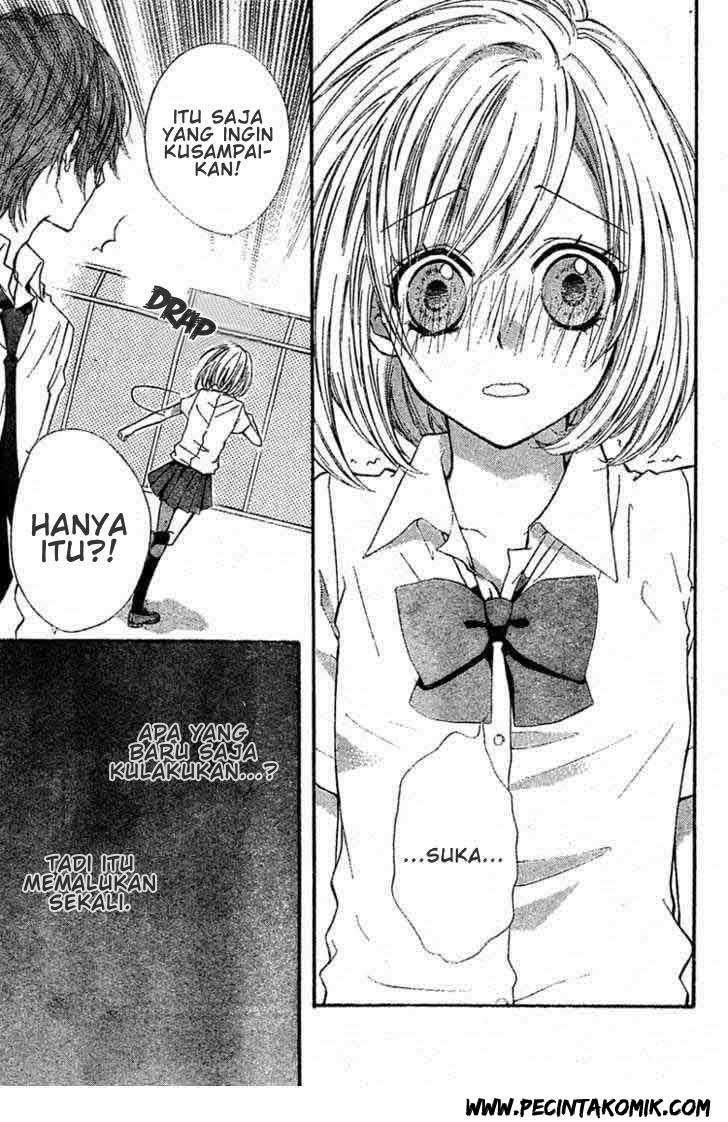 ...SUKA...
ITU SAJA
YANG INGIN
KUSAMPAI-
KAN!
DRAP
HANYA
ITU?!
APA YANG
BARU SAJA
KULAKUKAN...?
TADI ITU
MEMALUKAN
SEKALI.
WWW.PECINTAKOMIK.COM